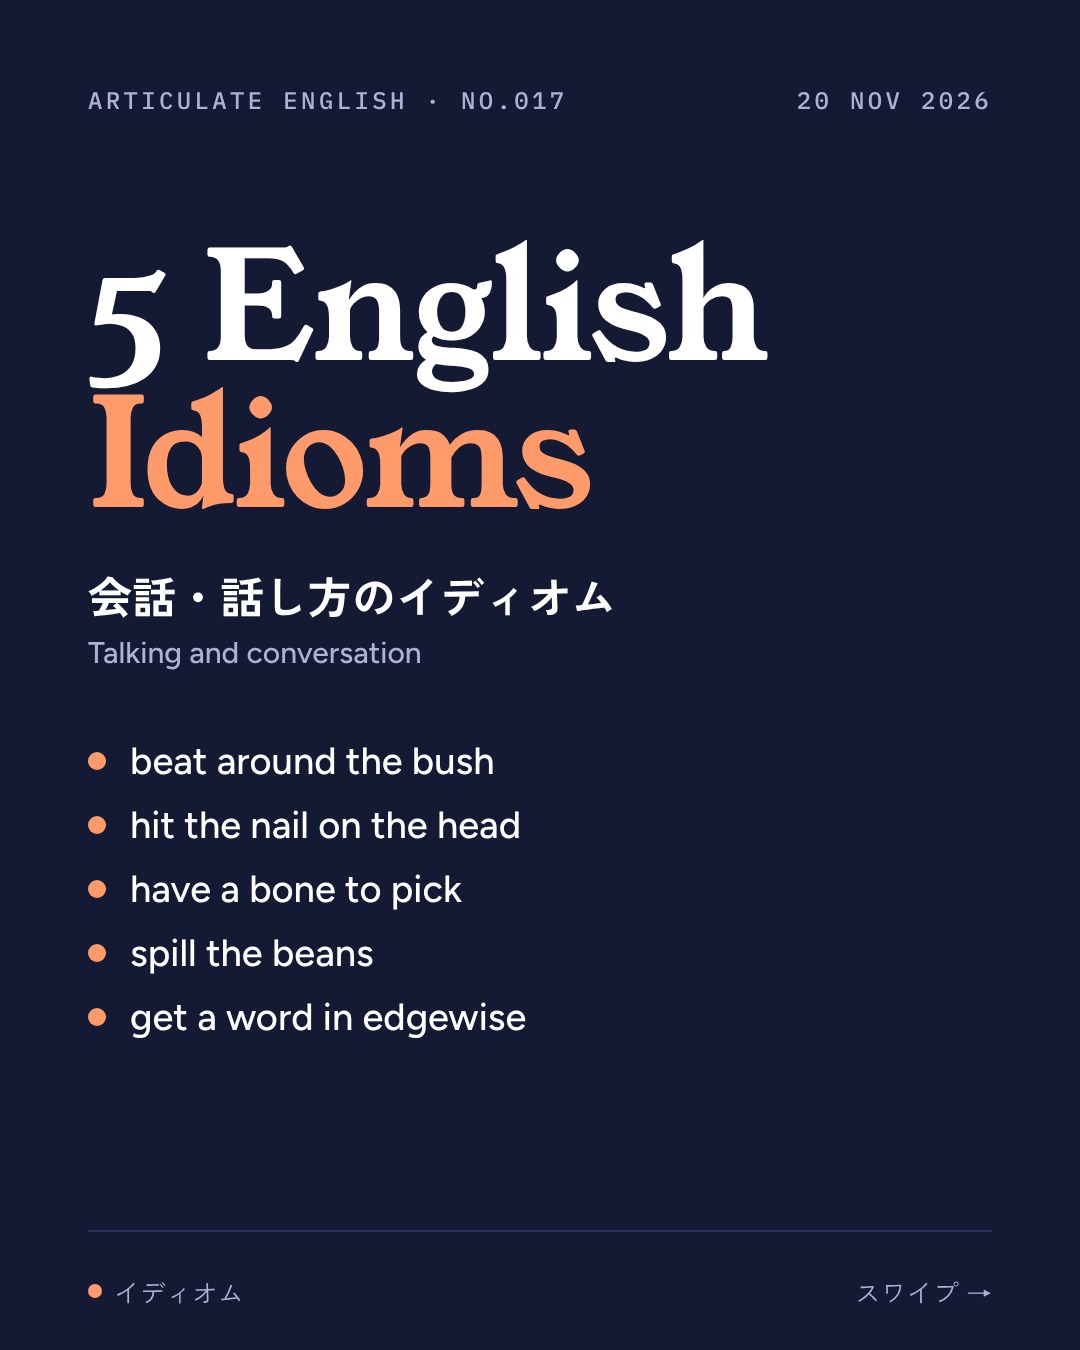 ARTICULATE ENGLISH · NO.017
20 NOV 2026
5 English
Idioms
会話・話し方のイディオム
Talking and conversation
beat around the bush
hit the nail on the head
have a bone to pick
spill the beans
get a word in edgewise
イディオム
スワイプ →